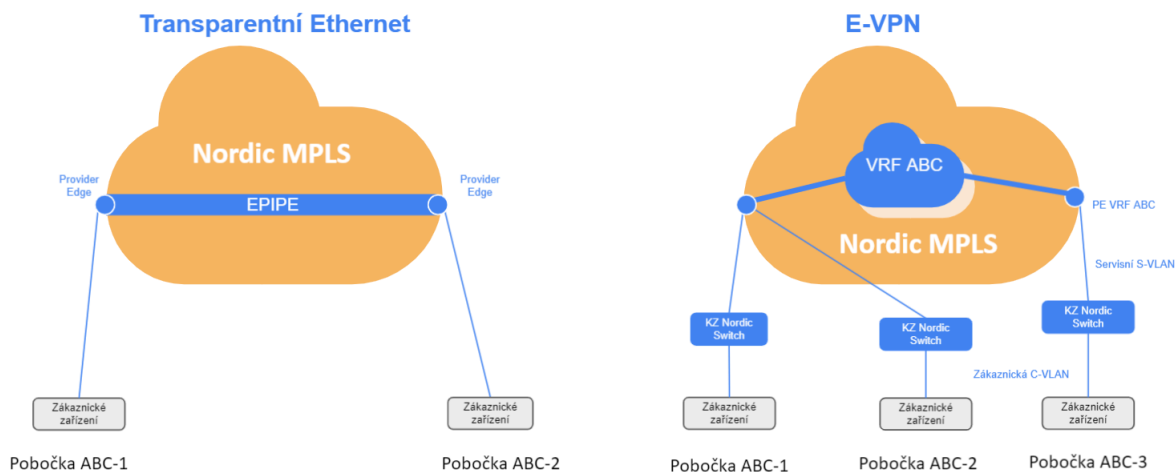 Transparentní Ethernet
Nordic MPLS
Provider
Edge
Provider
Edge
EPIPE
Zákaznické
zařízení
Zákaznické
zařízení
Pobočka ABC-1
Pobočka ABC-2
E-VPN
VRF ABC
PE VRF ABC
Nordic MPLS
Servisní S-VLAN
KZ Nordic
Switch
KZ Nordic
Switch
KZ Nordic
Switch
Zákaznická C-VLAN
Zákaznické
zařízení
Zákaznické
zařízení
Zákaznické
zařízení
Pobočka ABC-1
Pobočka ABC-2
Pobočka ABC-3